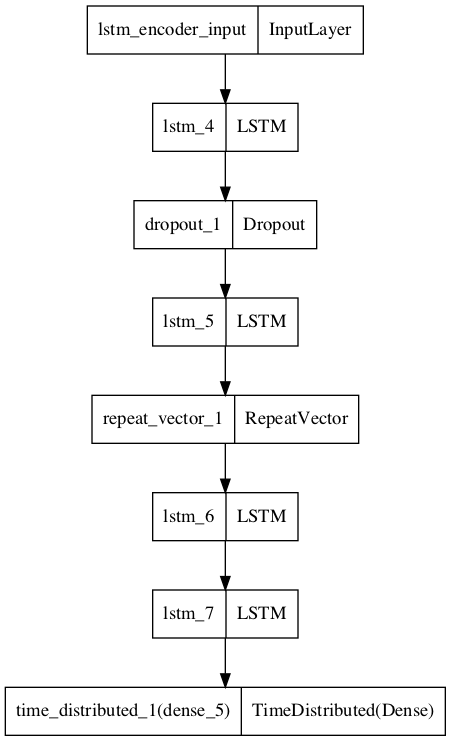 lstm_encoder_input InputLayer
lstm_4 LSTM
dropout_1 Dropout
lstm_5 LSTM
repeat_vector_1 RepeatVector
lstm_6 LSTM
lstm_7 LSTM
time_distributed_1(dense_5) TimeDistributed(Dense)